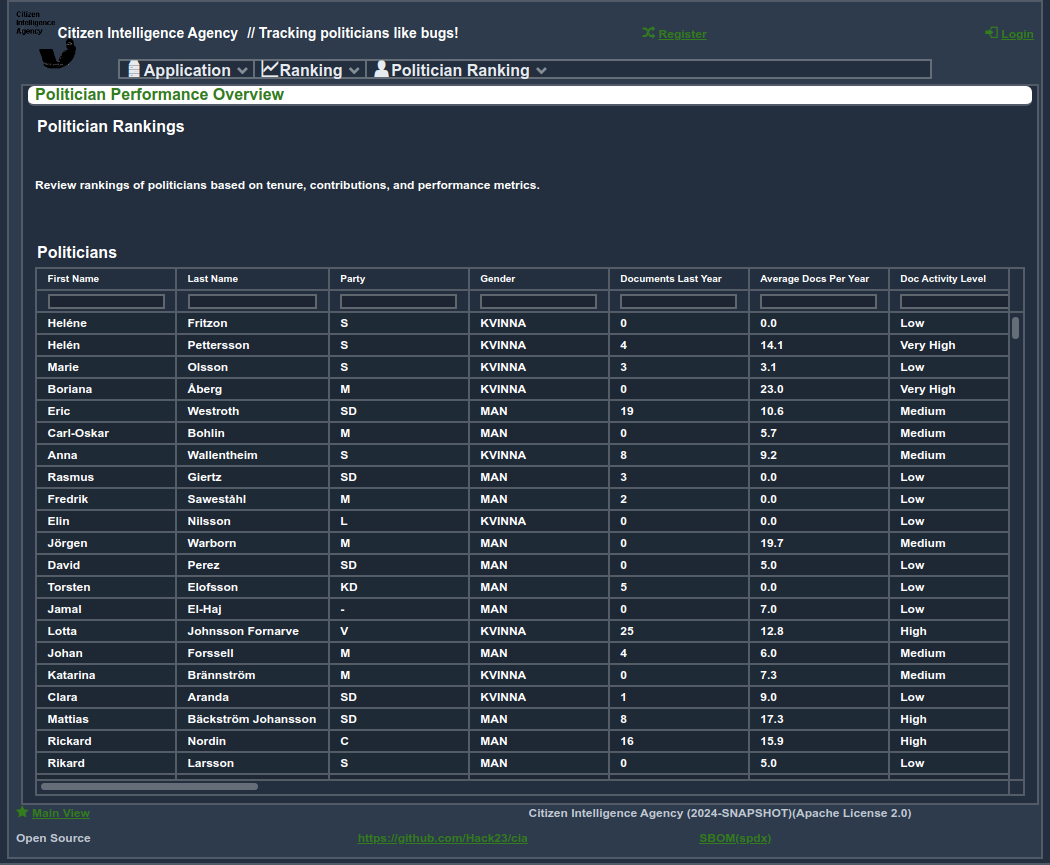 Citizen
Intelligence
Agency
Citizen Intelligence Agency // Tracking politicians like bugs!
Register
Login
Application Ranking Politician Ranking
Politician Performance Overview
Politician Rankings
Review rankings of politicians based on tenure, contributions, and performance metrics.
Politicians
First Name Last Name Party Gender Documents Last Year Average Docs Per Year Doc Activity Level
Heléne Fritzon S KVINNA 0 0.0 Low
Helén Pettersson S KVINNA 4 14.1 Very High
Marie Olsson S KVINNA 3 3.1 Low
Boriana Åberg M KVINNA 0 23.0 Very High
Eric Westroth SD MAN 19 10.6 Medium
Carl-Oskar Bohlin M MAN 0 5.7 Medium
Anna Wallentheim S KVINNA 8 9.2 Medium
Rasmus Giertz SD MAN 3 0.0 Low
Fredrik Saweståhl M MAN 2 0.0 Low
Elin Nilsson L KVINNA 0 0.0 Low
Jörgen Warborn M MAN 0 19.7 Medium
David Perez SD MAN 0 5.0 Low
Torsten Elofsson KD MAN 5 0.0 Low
Jamal El-Haj - MAN 0 7.0 Low
Lotta Johnsson Fornarve V KVINNA 25 12.8 High
Johan Forssell M MAN 4 6.0 Medium
Katarina Brännström M KVINNA 0 7.3 Medium
Clara Aranda SD KVINNA 1 9.0 Low
Mattias Bäckström Johansson SD MAN 8 17.3 High
Rickard Nordin C MAN 16 15.9 High
Rikard Larsson S MAN 0 5.0 Low
Main View Citizen Intelligence Agency (2024-SNAPSHOT)(Apache License 2.0)
Open Source https://github.com/Hack23/cia SBOM(spdx)